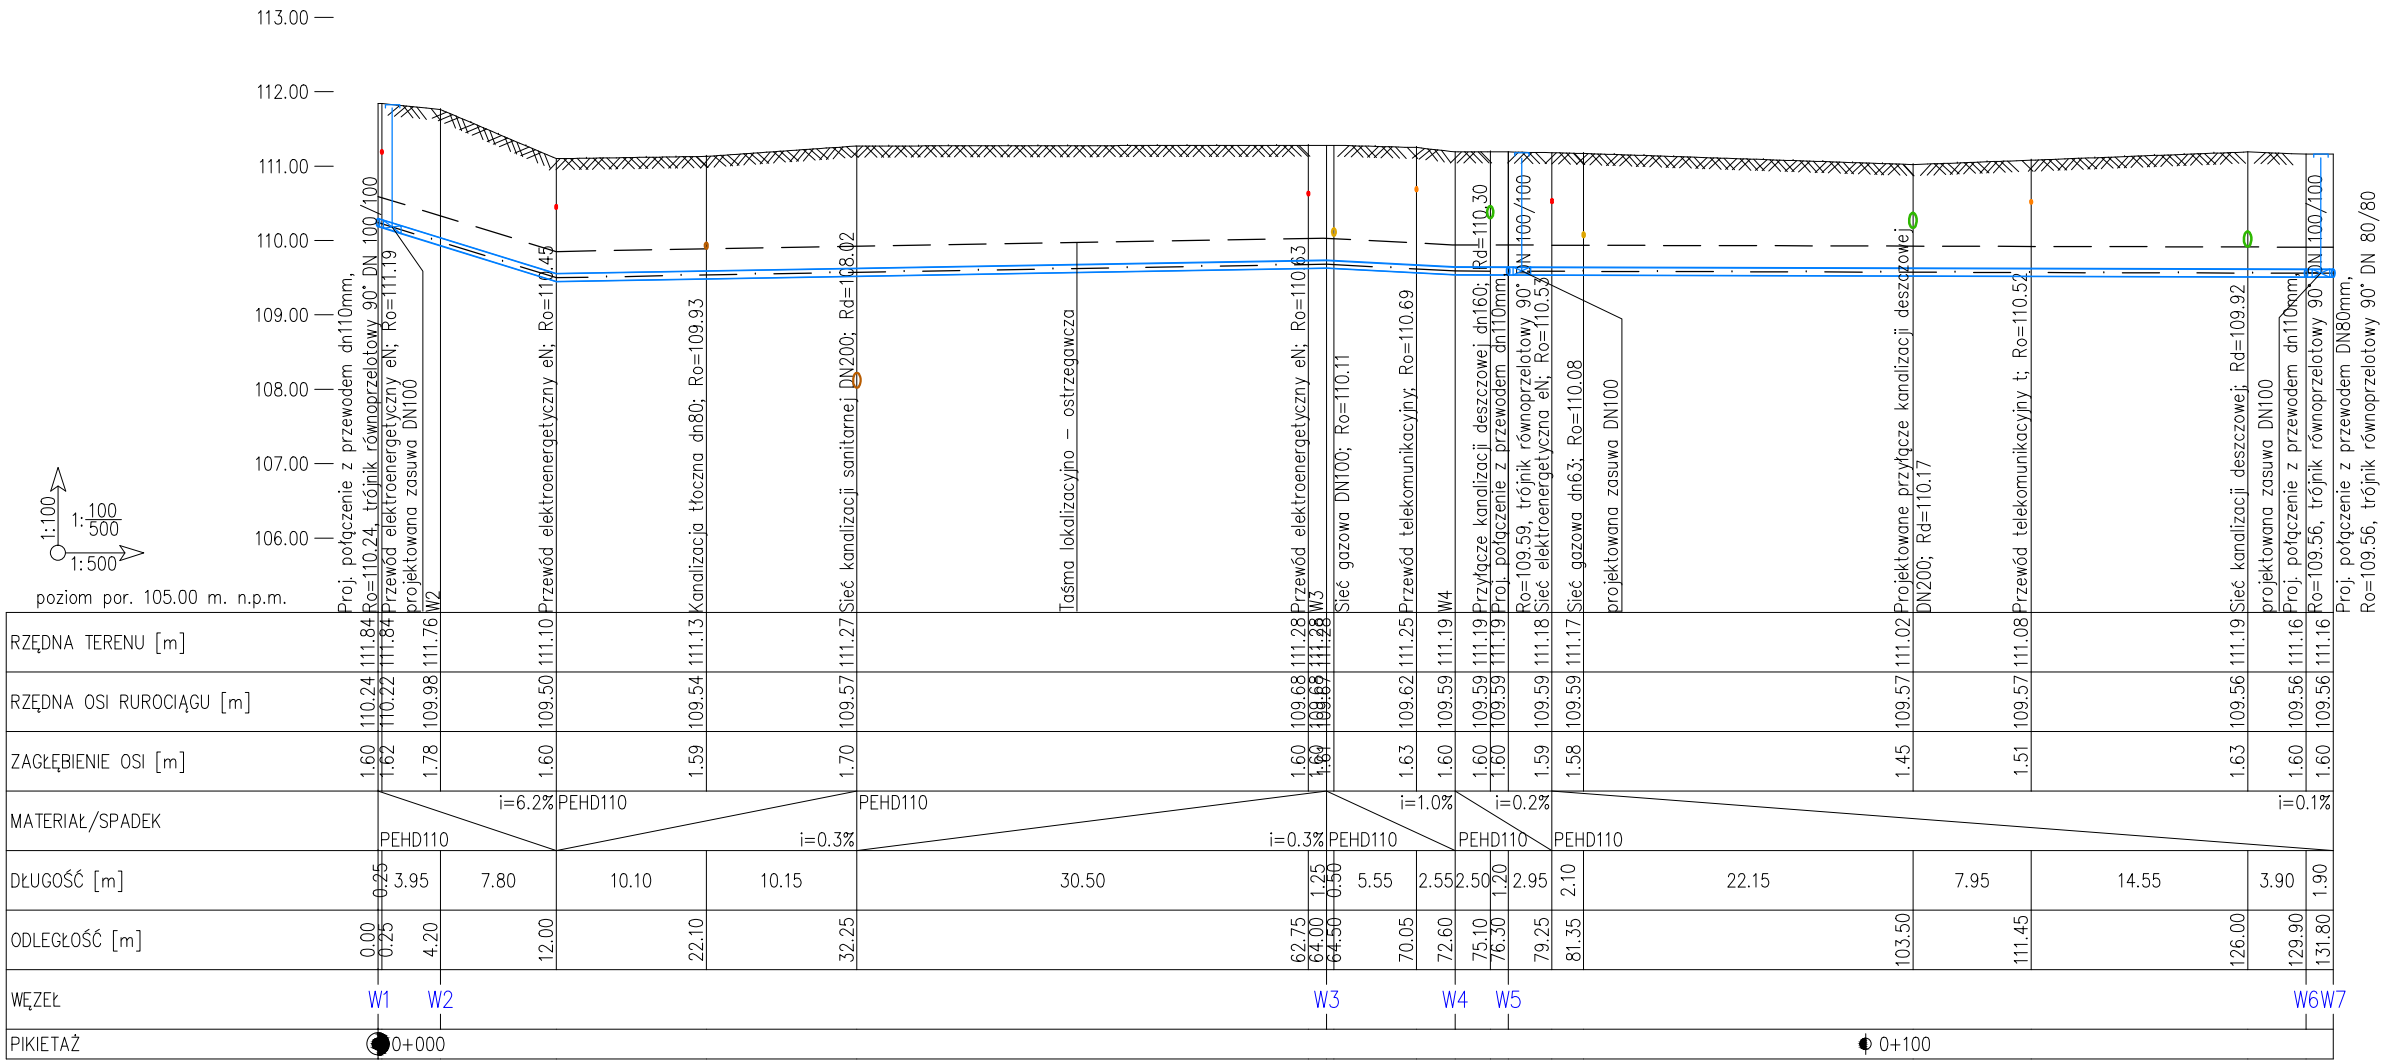 113.00
112.00
111.00
110.00
109.00
108.00
107.00
106.00
1:100
1:100/500
1:500
poziom por. 105.00 m. n.p.m.
Proj. połączenie z przewodem dn110mm,
Ro=110.24, trójnik równoprzelotowy 90° DN 100/100
Przewód elektroenergetyczny eN; Ro=111.19
projektowana zasuwa DN100
W2
Przewód elektroenergetyczny eN; Ro=110.45
Kanalizacja tłoczna dn80; Ro=109.93
Sieć kanalizacji sanitarnej DN200; Rd=108.02
Taśma lokalizacyjno – ostrzegawcza
Przewód elektroenergetyczny eN; Ro=110.63
W3
Sieć gazowa DN100; Ro=110.11
Przewód telekomunikacyjny; Ro=110.69
W4
Przyłącze kanalizacji deszczowej dn160; Rd=110.30
Proj. połączenie z przewodem dn110mm,
Ro=109.59, trójnik równoprzelotowy 90° DN 100/100
Sieć elektroenergetyczna eN; Ro=110.53
Sieć gazowa dn63; Ro=110.08
projektowana zasuwa DN100
Projektowane przyłącze kanalizacji deszczowej
DN200; Rd=110.17
Przewód telekomunikacyjny t; Ro=110.52
Sieć kanalizacji deszczowej; Rd=109.92
projektowana zasuwa DN100
Proj. połączenie z przewodem dn110mm,
Ro=109.56, trójnik równoprzelotowy 90° DN 100/100
Proj. połączenie z przewodem DN80mm,
Ro=109.56, trójnik równoprzelotowy 90° DN 80/80
RZĘDNA TERENU [m] 111.84 111.84 111.76 111.10 111.13 111.27 111.28 111.28 111.28 111.25 111.19 111.19 111.19 111.18 111.17 111.02 111.08 111.19 111.16 111.16
RZĘDNA OSI RUROCIĄGU [m] 110.24 110.22 109.98 109.50 109.54 109.57 109.68 109.68 109.67 109.62 109.59 109.59 109.59 109.59 109.59 109.57 109.57 109.56 109.56 109.56
ZAGŁĘBIENIE OSI [m] 1.60 1.62 1.78 1.60 1.59 1.70 1.60 1.60 1.61 1.63 1.60 1.60 1.60 1.59 1.58 1.45 1.51 1.63 1.60 1.60
MATERIAŁ/SPADEK
i=6.2% PEHD110 PEHD110 i=1.0% i=0.2% i=0.1%
PEHD110 i=0.3% i=0.3% PEHD110 PEHD110 PEHD110
DŁUGOŚĆ [m] 0.25 3.95 7.80 10.10 10.15 30.50 1.25 0.50 5.55 2.55 2.50 1.20 2.95 2.10 22.15 7.95 14.55 3.90 1.90
ODLEGŁOŚĆ [m] 0.00 0.25 4.20 12.00 22.10 32.25 62.75 64.00 64.50 70.05 72.60 75.10 76.30 79.25 81.35 103.50 111.45 126.00 129.90 131.80
WĘZEŁ W1 W2 W3 W4 W5 W6 W7
PIKIETAŻ 0+000 0+100